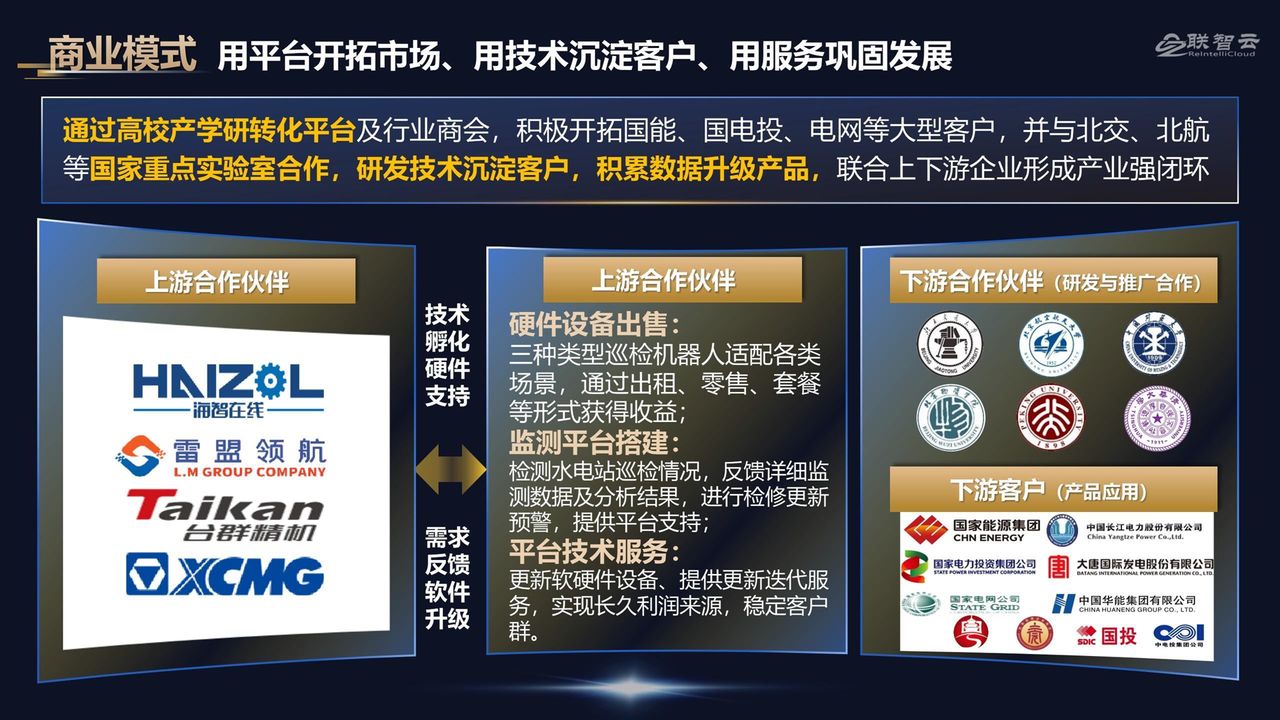 商业模式 用平台开拓市场、用技术沉淀客户、用服务巩固发展
联智云
ReintelliCloud
通过高校产学研转化平台及行业商会，积极开拓国能、国电投、电网等大型客户，并与北交、北航
等国家重点实验室合作，研发技术沉淀客户，积累数据升级产品，联合上下游企业形成产业强闭环
上游合作伙伴
HAIZOL
海智在线
雷盟领航
L.M GROUP COMPANY
Taikan
台群精机
XCMG
技术
孵化
硬件
支持
需求
反馈
软件
升级
上游合作伙伴
硬件设备出售：
三种类型巡检机器人适配各类
场景，通过出租、零售、套餐
等形式获得收益；
监测平台搭建：
检测水电站巡检情况，反馈详细监
测数据及分析结果，进行检修更新
预警，提供平台支持；
平台技术服务：
更新软硬件设备、提供更新迭代服
务，实现长久利润来源，稳定客户
群。
下游合作伙伴（研发与推广合作）
JIAOTONG
1952
1909
BEIJING WUZI UNIVERSITY
PEKING UNIVERSITY
1898
1911
下游客户（产品应用）
国家能源集团
CHN ENERGY
中国长江电力股份有限公司
China Yangtze Power Co.,Ltd.
国家电力投资集团公司
STATE POWER INVESTMENT CORPORATION
大唐国际发电股份有限公司
DATANG INTERNATIONAL POWER GENERATION CO., LTD.
国家电网公司
STATE GRID
中国华能集团有限公司
CHINA HUANENG GROUP CO., LTD.
SDIC 国投
中电投集团公司